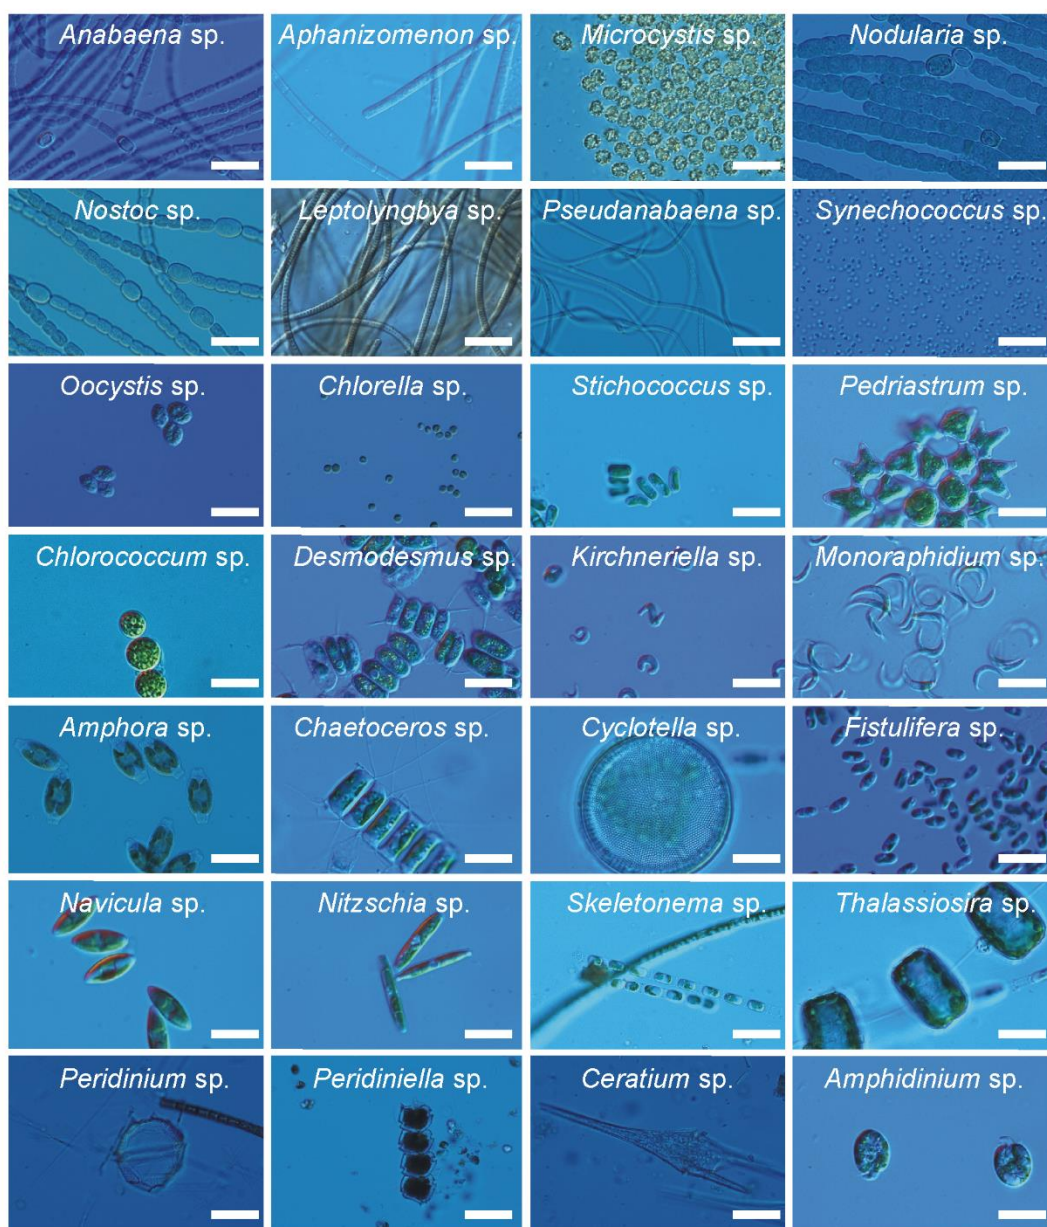 Anabaena sp.
Aphanizomenon sp.
Microcystis sp.
Nodularia sp.
Nostoc sp.
Leptolyngbya sp.
Pseudanabaena sp.
Synechococcus sp.
Oocystis sp.
Chlorella sp.
Stichococcus sp.
Pedriastrum sp.
Chlorococcum sp.
Desmodesmus sp.
Kirchneriella sp.
Monoraphidium sp.
Amphora sp.
Chaetoceros sp.
Cyclotella sp.
Fistulifera sp.
Navicula sp.
Nitzschia sp.
Skeletonema sp.
Thalassiosira sp.
Peridinium sp.
Peridiniella sp.
Ceratium sp.
Amphidinium sp.